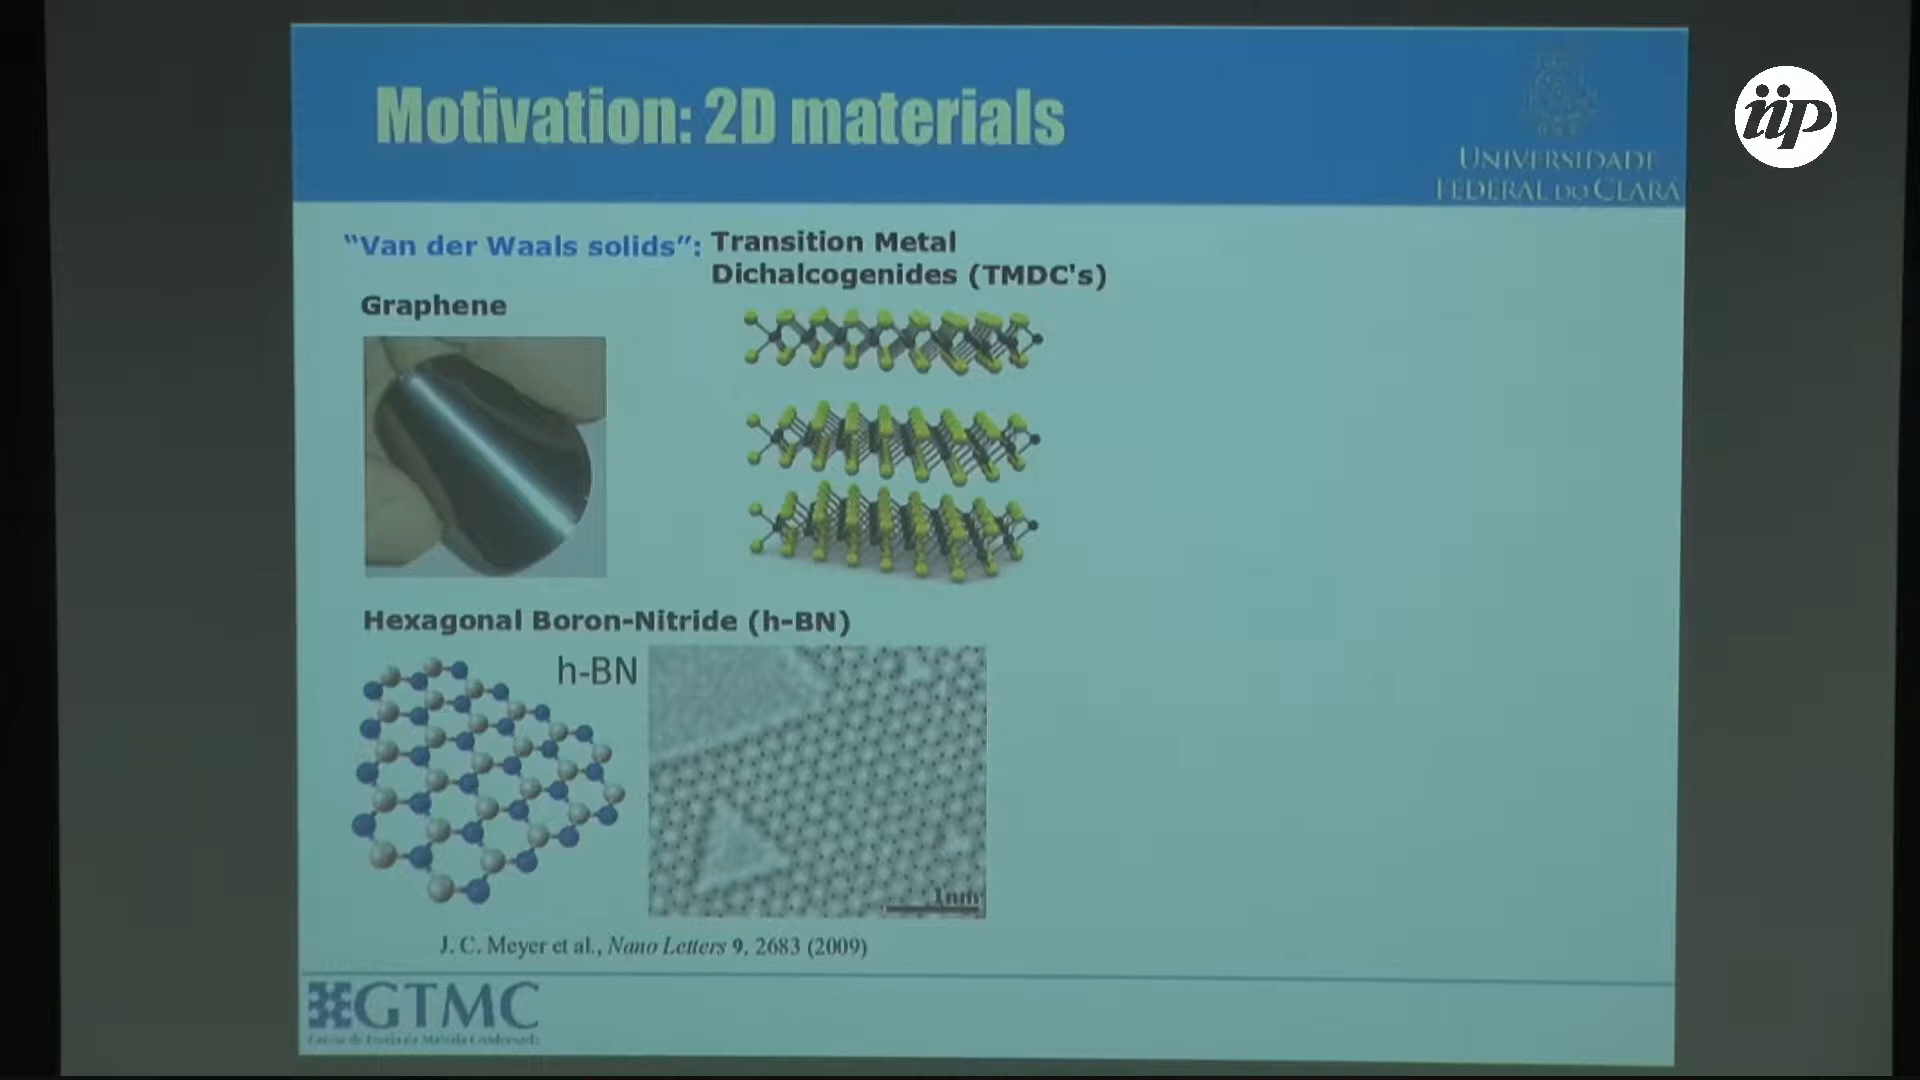 Motivation: 2D materials
iip
UNIVERSIDADE
FEDERAL DO CEARÁ
“Van der Waals solids”:
Transition Metal
Dichalcogenides (TMDC's)
Graphene
Hexagonal Boron-Nitride (h-BN)
h-BN
1nm
J. C. Meyer et al., Nano Letters 9, 2683 (2009)
GTMC